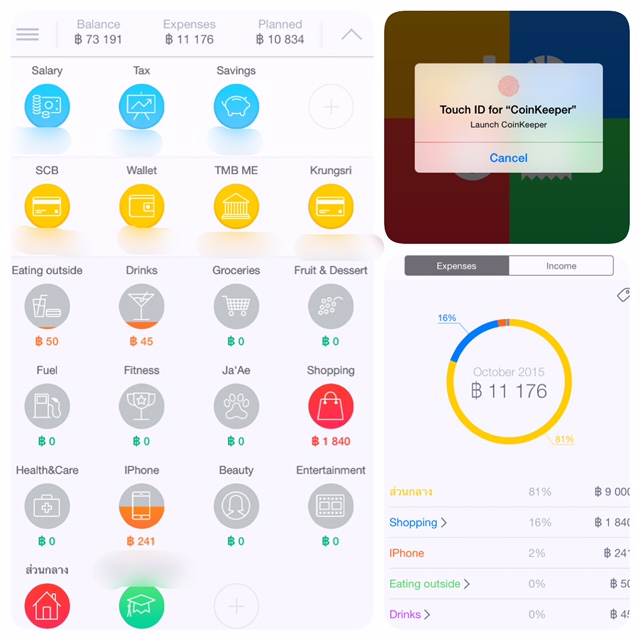 Balance Expenses Planned
฿ 73 191 ฿ 11 176 ฿ 10 834
Salary Tax Savings
SCB Wallet TMB ME Krungsri
Eating outside Drinks Groceries Fruit & Dessert
฿ 50 ฿ 45 ฿ 0 ฿ 0
Fuel Fitness Ja'Ae Shopping
฿ 0 ฿ 0 ฿ 0 ฿ 1 840
Health&Care IPhone Beauty Entertainment
฿ 0 ฿ 241 ฿ 0 ฿ 0
ส่วนกลาง
Touch ID for “CoinKeeper”
Launch CoinKeeper
Cancel
Expenses Income
16%
October 2015
฿ 11 176
81%
ส่วนกลาง 81% ฿ 9 000
Shopping 16% ฿ 1 840
IPhone 2% ฿ 241
Eating outside 0% ฿ 50
Drinks 0% ฿ 45